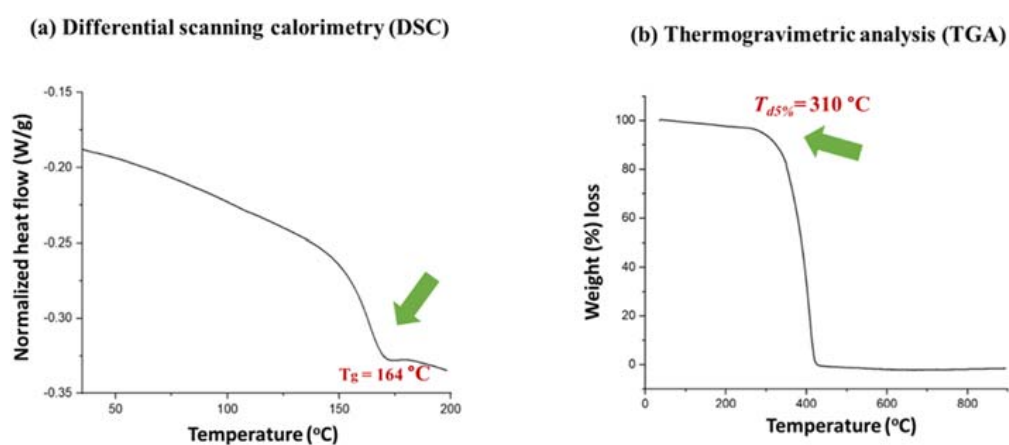 (a) Differential scanning calorimetry (DSC)
-0.15
-0.20
-0.25
-0.30
-0.35
Normalized heat flow (W/g)
Tg = 164 °C
50
100
150
200
Temperature (°C)
(b) Thermogravimetric analysis (TGA)
Td5% = 310 °C
100
80
60
40
20
0
Weight (%) loss
0
200
400
600
800
Temperature (°C)